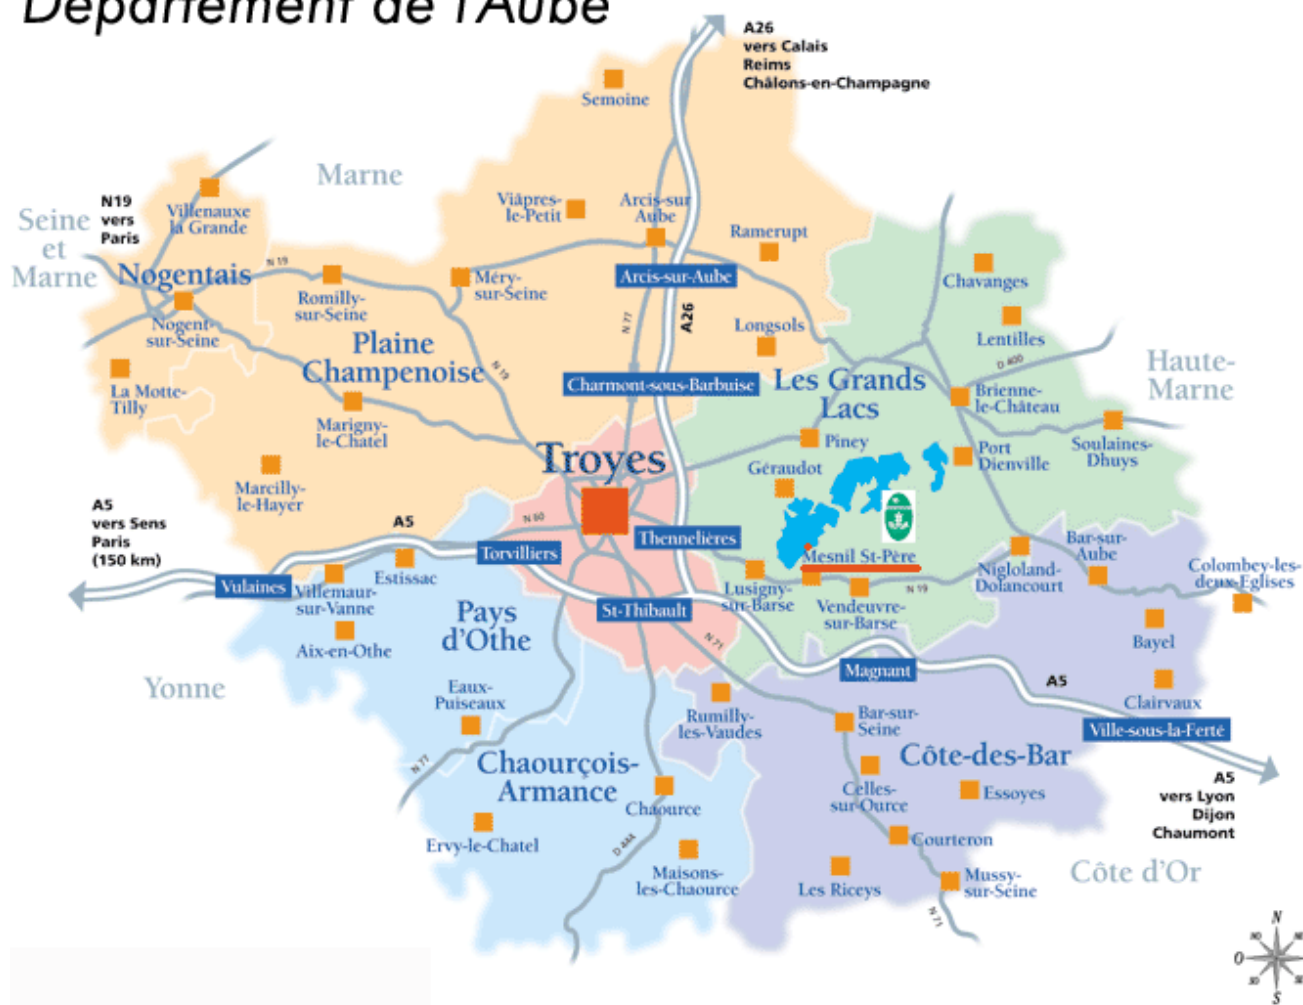 Département de l'Aube
A26
vers Calais
Reims
Châlons-en-Champagne
Semoine
Marne
N19
vers
Paris
Seine
et
Marne
Villenauxe
la Grande
Viâpres-
le-Petit
Arcis-sur
Aube
Ramerupt
Nogentais
N 19
Romilly-
sur-Seine
Méry-
sur-Seine
Arcis-sur-Aube
Chavanges
Nogent-
sur-Seine
N 77
A26
Longsols
Lentilles
Plaine
Champenoise
N 19
D 400
Haute-
Marne
La Motte-
Tilly
Charmont-sous-Barbuise
Les Grands
Lacs
Brienne-
le-Château
Marigny-
le-Chatel
Piney
Port
Dienville
Soulaines-
Dhuys
Troyes
Géraudot
Marcilly-
le-Hayer
A5
vers Sens
Paris
(150 km)
A5
N 60
Thennelières
Torvilliers
Mesnil St-Père
Bar-sur-
Aube
Nigloland-
Dolancourt
Colombey-les-
deux-Eglises
Vulaines
Villemaur-
sur-Vanne
Estissac
Lusigny-
sur-Barse
Vendeuvre-
sur-Barse
N 19
St-Thibault
Pays
d'Othe
Aix-en-Othe
N 71
Bayel
Magnant
A5
Yonne
Eaux-
Puiseaux
Clairvaux
Rumilly-
les-Vaudes
Bar-sur-
Seine
Ville-sous-la-Ferté
N 77
Chaourçois-
Armance
Côte-des-Bar
A5
vers Lyon
Dijon
Chaumont
Chaource
Celles-
sur-Ource
Essoyes
Ervy-le-Chatel
D 444
Courteron
Maisons-
les-Chaource
Les Riceys
Mussy-
sur-Seine
Côte d'Or
N 71
N
O
S